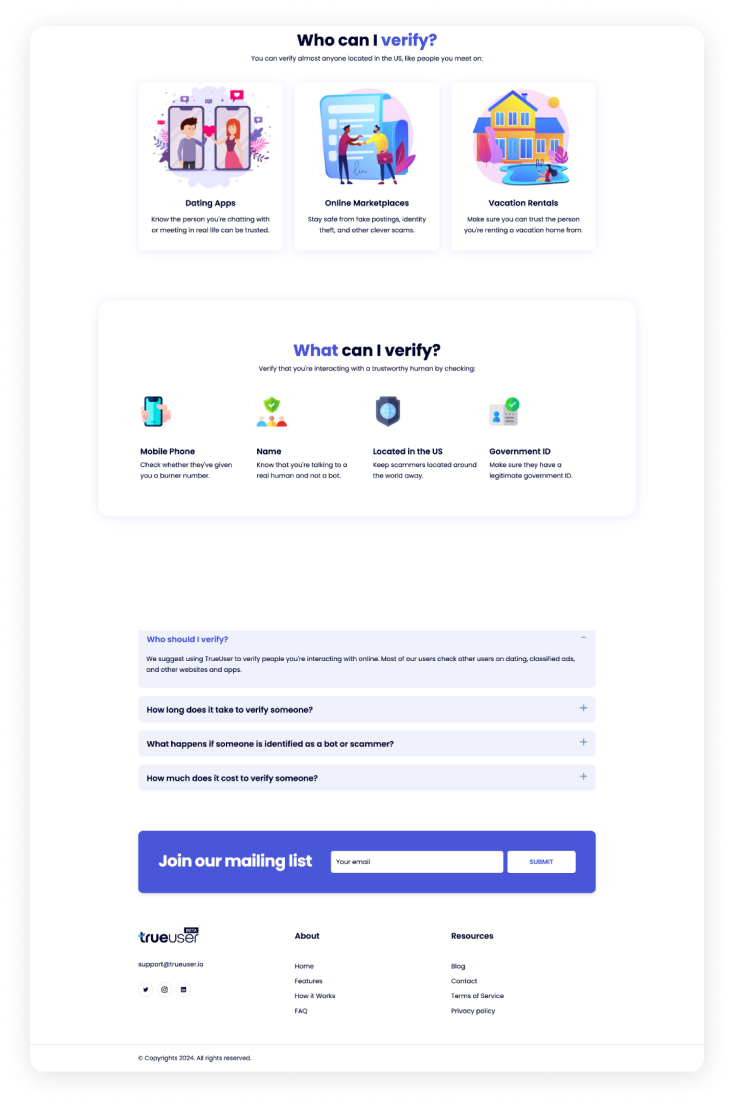 Who can I verify?
You can verify almost anyone located in the US, like people you meet on:
Dating Apps
Know the person you're chatting with
or meeting in real life can be trusted.
Online Marketplaces
Stay safe from fake postings, identity
theft, and other clever scams.
Vacation Rentals
Make sure you can trust the person
you're renting a vacation home from.
What can I verify?
Verify that you're interacting with a trustworthy human by checking:
Mobile Phone
Check whether they've given
you a burner number.
Name
Know that you're talking to a
real human and not a bot.
Located in the US
Keep scammers located around
the world away.
Government ID
Make sure they have a
legitimate government ID.
Who should I verify?
We suggest using TrueUser to verify people you're interacting with online. Most of our users check other users on dating, classified ads,
and other websites and apps.
How long does it take to verify someone?
What happens if someone is identified as a bot or scammer?
How much does it cost to verify someone?
Join our mailing list
Your email
SUBMIT
BETA
trueuser
support@trueuser.io
About
Home
Features
How it Works
FAQ
Resources
Blog
Contact
Terms of Service
Privacy policy
© Copyrights 2024. All rights reserved.